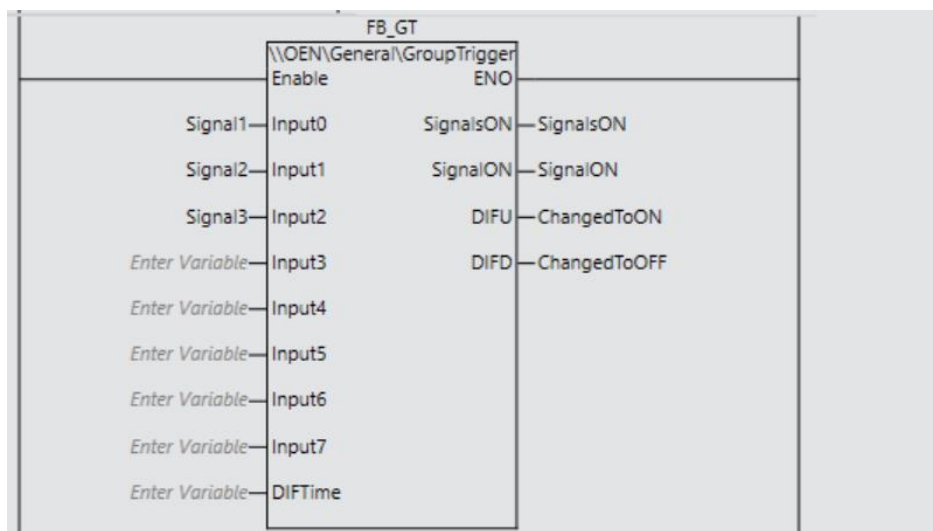 FB_GT
\\OEN\General\GroupTrigger
Enable ENO
Signal1 Input0 SignalsON SignalsON
Signal2 Input1 SignalON SignalON
Signal3 Input2 DIFU ChangedToON
Enter Variable Input3 DIFD ChangedToOFF
Enter Variable Input4
Enter Variable Input5
Enter Variable Input6
Enter Variable Input7
Enter Variable DIFTime